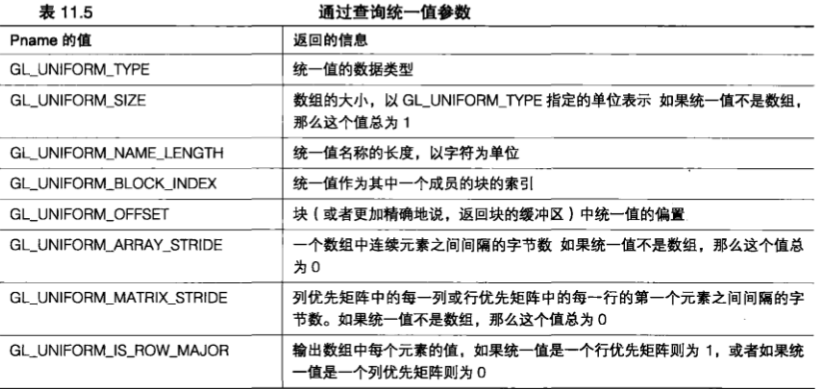 表 11.5 通过查询统一值参数
Pname 的值 返回的信息
GL_UNIFORM_TYPE 统一值的数据类型
GL_UNIFORM_SIZE 数组的大小，以 GL_UNIFORM_TYPE 指定的单位表示 如果统一值不是数组，
那么这个值总为 1
GL_UNIFORM_NAME_LENGTH 统一值名称的长度，以字符为单位
GL_UNIFORM_BLOCK_INDEX 统一值作为其中一个成员的块的索引
GL_UNIFORM_OFFSET 块（或者更加精确地说，返回块的缓冲区）中统一值的偏置
GL_UNIFORM_ARRAY_STRIDE 一个数组中连续元素之间间隔的字节数 如果统一值不是数组，那么这个值总
为 0
GL_UNIFORM_MATRIX_STRIDE 列优先矩阵中的每一列或行优先矩阵中的每一行的第一个元素之间间隔的字
节数。如果统一值不是数组，那么这个值总为 0
GL_UNIFORM_IS_ROW_MAJOR 输出数组中每个元素的值，如果统一值是一个行优先矩阵则为 1，或者如果统
一值是一个列优先矩阵则为 0